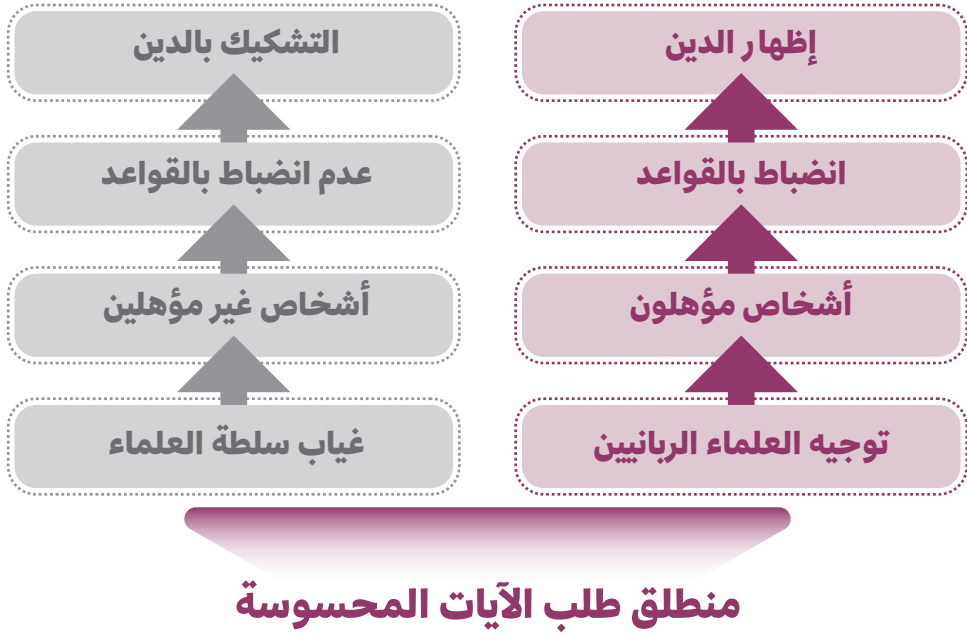 إظهار الدين
انضباط بالقواعد
أشخاص مؤهلون
توجيه العلماء الربانيين
التشكيك بالدين
عدم انضباط بالقواعد
أشخاص غير مؤهلين
غياب سلطة العلماء
منطلق طلب الآيات المحسوسة